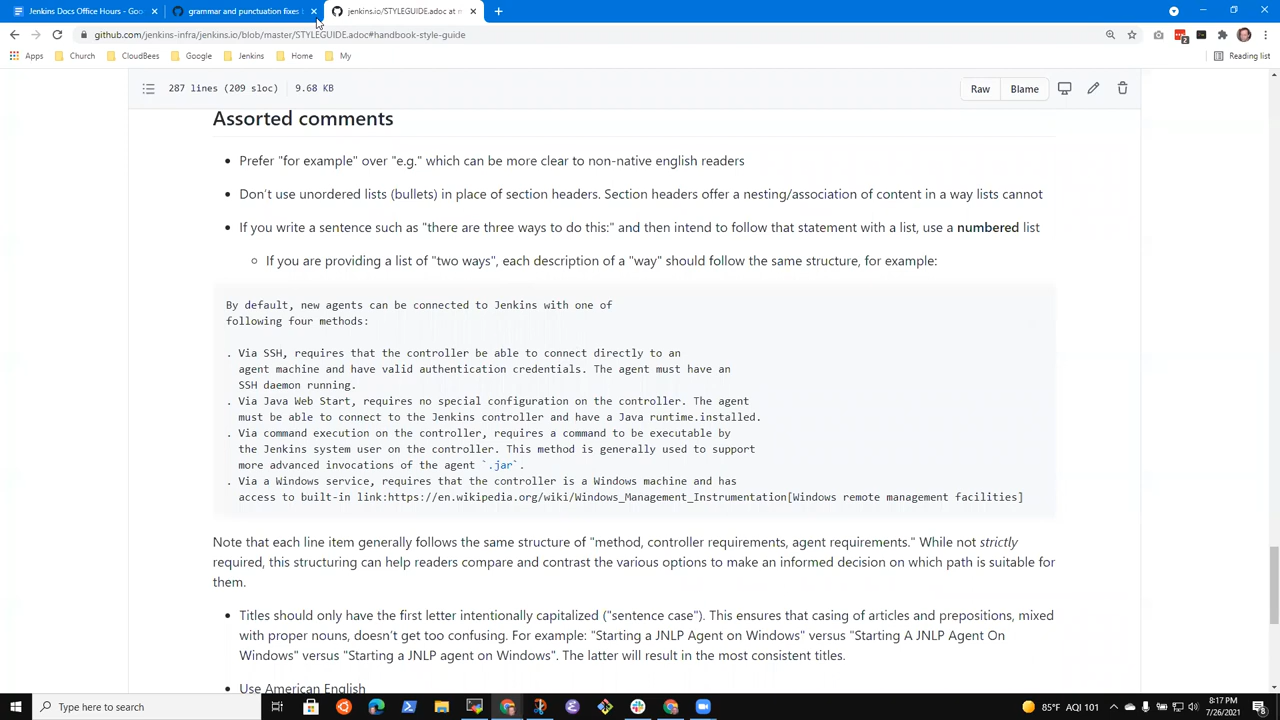 Jenkins Docs Office Hours - Goo
grammar and punctuation fixes
jenkins.io/STYLEGUIDE.adoc at
github.com/jenkins-infra/jenkins.io/blob/master/STYLEGUIDE.adoc#handbook-style-guide
2
Apps
Church
CloudBees
Google
Jenkins
Home
My
Reading list
287 lines (209 sloc)
9.68 KB
Raw
Blame
Assorted comments
• Prefer "for example" over "e.g." which can be more clear to non-native english readers
• Don't use unordered lists (bullets) in place of section headers. Section headers offer a nesting/association of content in a way lists cannot
• If you write a sentence such as "there are three ways to do this:" and then intend to follow that statement with a list, use a numbered list
◦ If you are providing a list of "two ways", each description of a "way" should follow the same structure, for example:
By default, new agents can be connected to Jenkins with one of
following four methods:
. Via SSH, requires that the controller be able to connect directly to an
agent machine and have valid authentication credentials. The agent must have an
SSH daemon running.
. Via Java Web Start, requires no special configuration on the controller. The agent
must be able to connect to the Jenkins controller and have a Java runtime.installed.
. Via command execution on the controller, requires a command to be executable by
the Jenkins system user on the controller. This method is generally used to support
more advanced invocations of the agent `.jar`.
. Via a Windows service, requires that the controller is a Windows machine and has
access to built-in link:https://en.wikipedia.org/wiki/Windows_Management_Instrumentation[Windows remote management facilities]
Note that each line item generally follows the same structure of "method, controller requirements, agent requirements." While not strictly
required, this structuring can help readers compare and contrast the various options to make an informed decision on which path is suitable for
them.
• Titles should only have the first letter intentionally capitalized ("sentence case"). This ensures that casing of articles and prepositions, mixed
with proper nouns, doesn't get too confusing. For example: "Starting a JNLP Agent on Windows" versus "Starting A JNLP Agent On
Windows" versus "Starting a JNLP agent on Windows". The latter will result in the most consistent titles.
• Use American English
Type here to search
85°F AQI 101
8:17 PM
7/26/2021
8